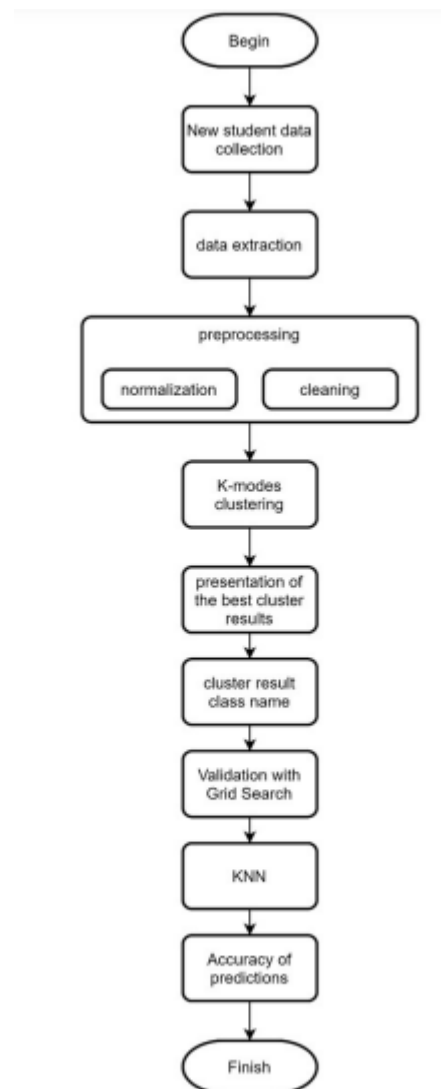 Begin
New student data
collection
data extraction
preprocessing
normalization
cleaning
K-modes
clustering
presentation of
the best cluster
results
cluster result
class name
Validation with
Grid Search
KNN
Accuracy of
predictions
Finish